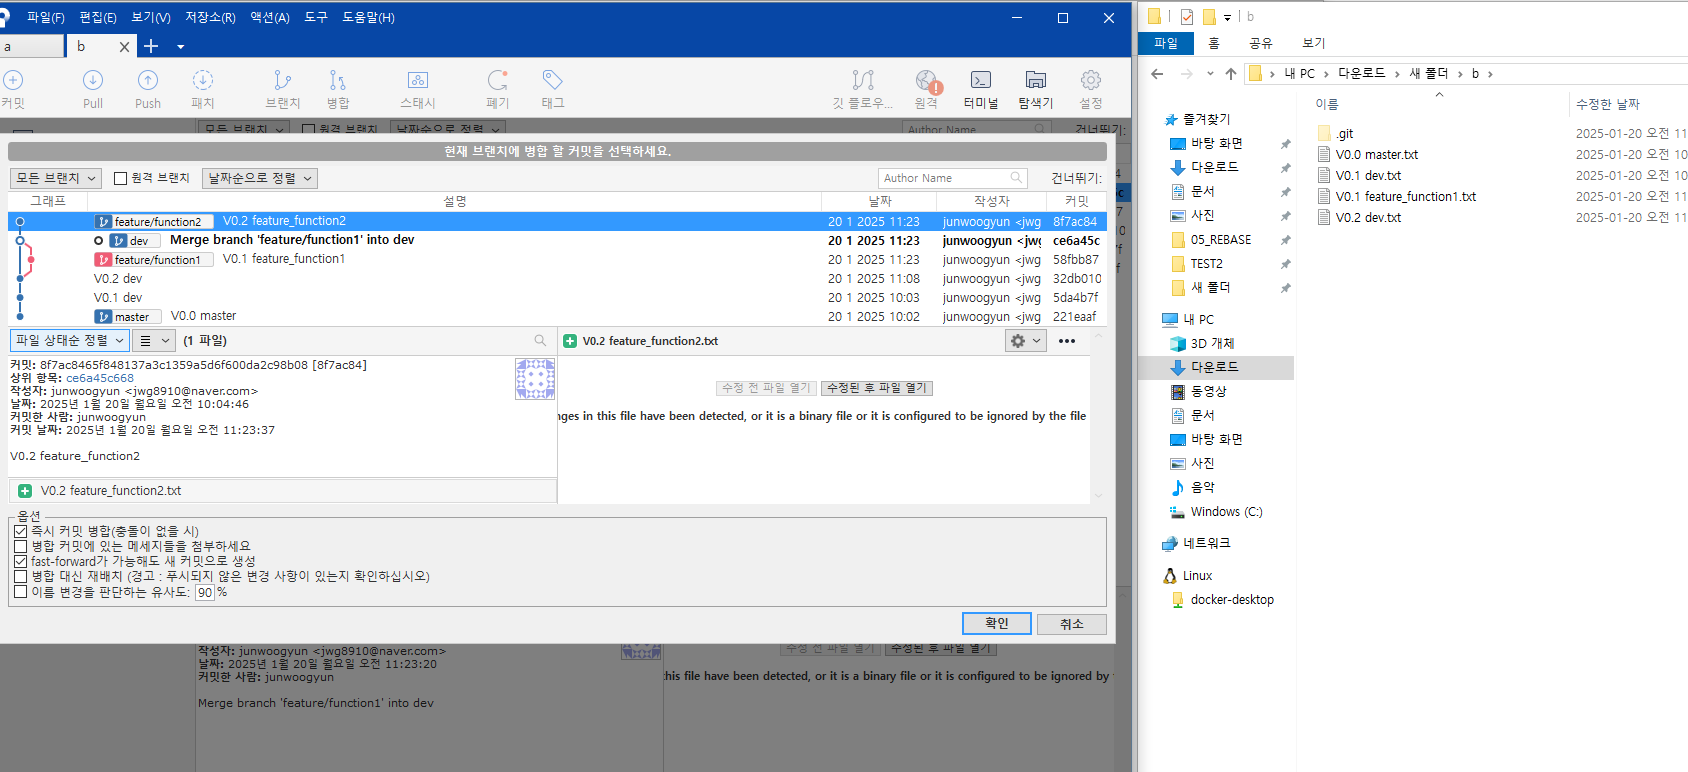 파일(F) 편집(E) 보기(V) 저장소(R) 액션(A) 도구 도움말(H)
a b
커밋 Pull Push 패치 브랜치 병합 스태시 폐기 태그 깃 플로우... 원격 터미널 탐색기 설정
모든 브랜치 원격 브랜치 날짜순으로 정렬 Author Name 건너뛰기:
현재 브랜치에 병합 할 커밋을 선택하세요.
모든 브랜치 원격 브랜치 날짜순으로 정렬 Author Name 건너뛰기:
그래프 설명 날짜 작성자 커밋
feature/function2 V0.2 feature_function2 20 1 2025 11:23 junwoogyun <jwg 8f7ac84
dev Merge branch 'feature/function1' into dev 20 1 2025 11:23 junwoogyun <jwg ce6a45c
feature/function1 V0.1 feature_function1 20 1 2025 11:23 junwoogyun <jwg 58fbb87
V0.2 dev 20 1 2025 11:08 junwoogyun <jwg 32db010
V0.1 dev 20 1 2025 10:03 junwoogyun <jwg 5da4b7f
master V0.0 master 20 1 2025 10:02 junwoogyun <jwg 221eaaf
파일 상태순 정렬 (1 파일)
커밋: 8f7ac8465f848137a3c1359a5d6f600da2c98b08 [8f7ac84]
상위 항목: ce6a45c668
작성자: junwoogyun <jwg8910@naver.com>
날짜: 2025년 1월 20일 월요일 오전 10:04:46
커밋한 사람: junwoogyun
커밋 날짜: 2025년 1월 20일 월요일 오전 11:23:37
V0.2 feature_function2
V0.2 feature_function2.txt
V0.2 feature_function2.txt
수정 전 파일 열기 수정된 후 파일 열기
nges in this file have been detected, or it is a binary file or it is configured to be ignored by the file
옵션
즉시 커밋 병합(충돌이 없을 시)
병합 커밋에 있는 메세지들을 첨부하세요
fast-forward가 가능해도 새 커밋으로 생성
병합 대신 재배치 (경고 : 푸시되지 않은 변경 사항이 있는지 확인하십시오)
이름 변경을 판단하는 유사도: 90 %
확인 취소
작성자: junwoogyun <jwg8910@naver.com>
날짜: 2025년 1월 20일 월요일 오전 11:23:20
커밋한 사람: junwoogyun
Merge branch 'feature/function1' into dev
수정 전 파일 열기 수정된 후 파일 열기
this file have been detected, or it is a binary file or it is configured to be ignored by
b
파일 홈 공유 보기
내 PC 다운로드 새 폴더 b
이름 수정한 날짜
.git 2025-01-20 오전 11
V0.0 master.txt 2025-01-20 오전 10
V0.1 dev.txt 2025-01-20 오전 10
V0.1 feature_function1.txt 2025-01-20 오전 11
V0.2 dev.txt 2025-01-20 오전 11
즐겨찾기
바탕 화면
다운로드
문서
사진
05_REBASE
TEST2
새 폴더
내 PC
3D 개체
다운로드
동영상
문서
바탕 화면
사진
음악
Windows (C:)
네트워크
Linux
docker-desktop